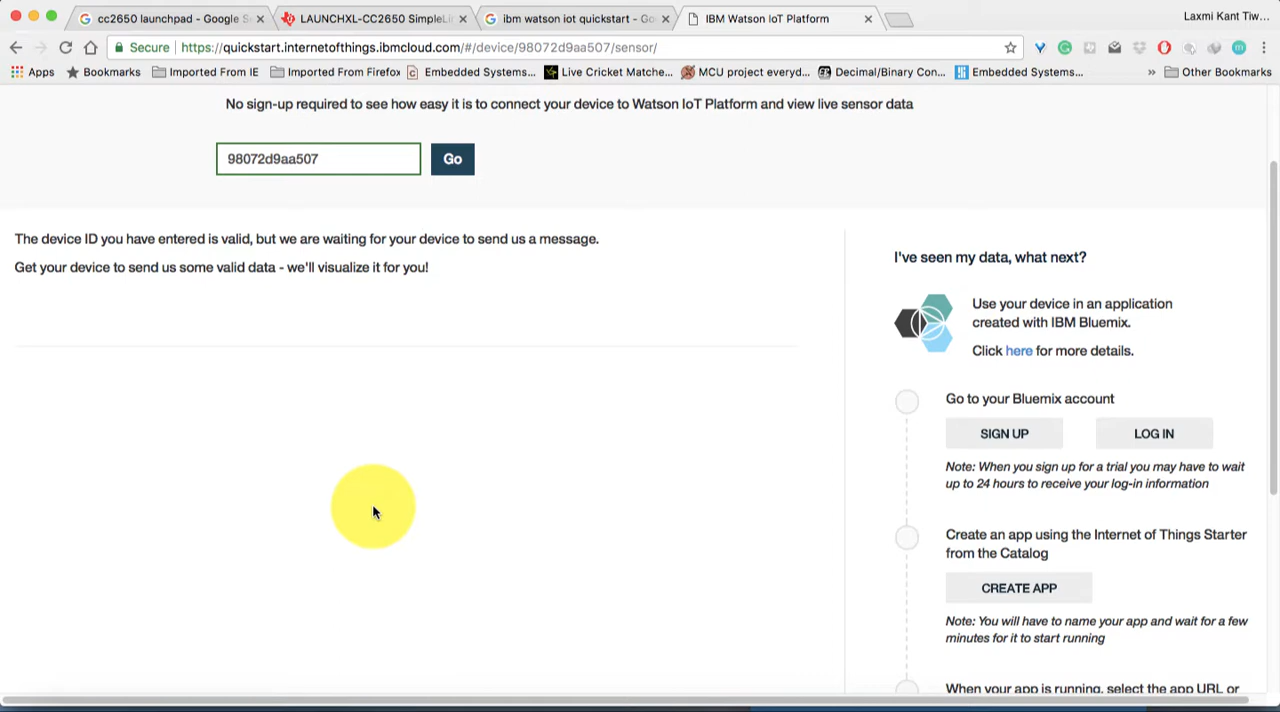 cc2650 launchpad - Google S
LAUNCHXL-CC2650 SimpleLi
ibm watson iot quickstart - Go
IBM Watson IoT Platform
Laxmi Kant Tiw...
Secure
https://quickstart.internetofthings.ibmcloud.com/#/device/98072d9aa507/sensor/
Apps
Bookmarks
Imported From IE
Imported From Firefox
Embedded Systems...
Live Cricket Matche...
MCU project everyd...
Decimal/Binary Con...
Embedded Systems...
»
Other Bookmarks
No sign-up required to see how easy it is to connect your device to Watson IoT Platform and view live sensor data
98072d9aa507
Go
The device ID you have entered is valid, but we are waiting for your device to send us a message.
Get your device to send us some valid data - we'll visualize it for you!
I've seen my data, what next?
Use your device in an application
created with IBM Bluemix.
Click here for more details.
Go to your Bluemix account
SIGN UP
LOG IN
Note: When you sign up for a trial you may have to wait
up to 24 hours to receive your log-in information
Create an app using the Internet of Things Starter
from the Catalog
CREATE APP
Note: You will have to name your app and wait for a few
minutes for it to start running
When your app is running, select the app URL or